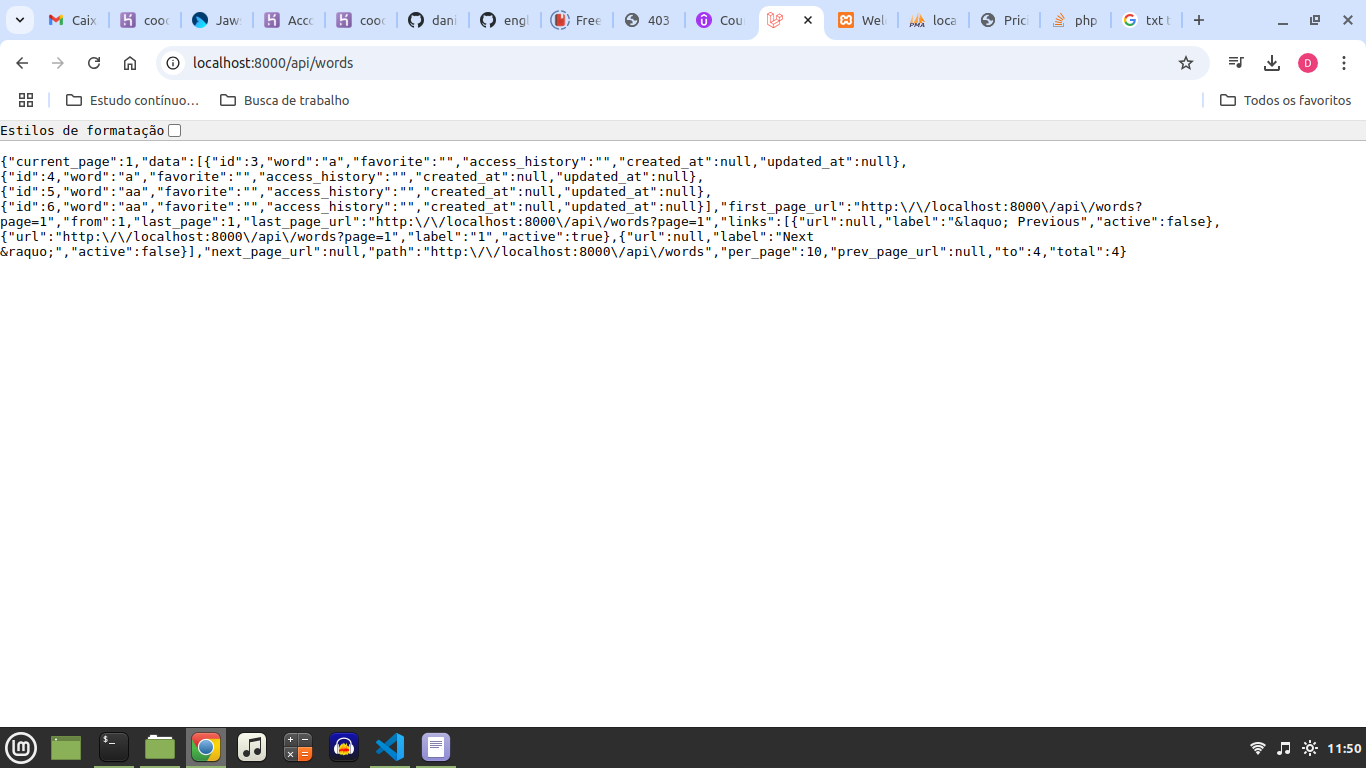 Caix
cooc
Jaws
Acco
cooc
dani
engl
Free
403
Cou
Wel
loca
Prici
php
txt t
localhost:8000/api/words
D
Estudo contínuo…
Busca de trabalho
Todos os favoritos
Estilos de formatação
{"current_page":1,"data":[{"id":3,"word":"a","favorite":"","access_history":"","created_at":null,"updated_at":null},
{"id":4,"word":"a","favorite":"","access_history":"","created_at":null,"updated_at":null},
{"id":5,"word":"aa","favorite":"","access_history":"","created_at":null,"updated_at":null},
{"id":6,"word":"aa","favorite":"","access_history":"","created_at":null,"updated_at":null}],"first_page_url":"http:\/\/localhost:8000\/api\/words?
page=1","from":1,"last_page":1,"last_page_url":"http:\/\/localhost:8000\/api\/words?page=1","links":[{"url":null,"label":"&laquo; Previous","active":false},
{"url":"http:\/\/localhost:8000\/api\/words?page=1","label":"1","active":true},{"url":null,"label":"Next
&raquo;","active":false}],"next_page_url":null,"path":"http:\/\/localhost:8000\/api\/words","per_page":10,"prev_page_url":null,"to":4,"total":4}
11:50